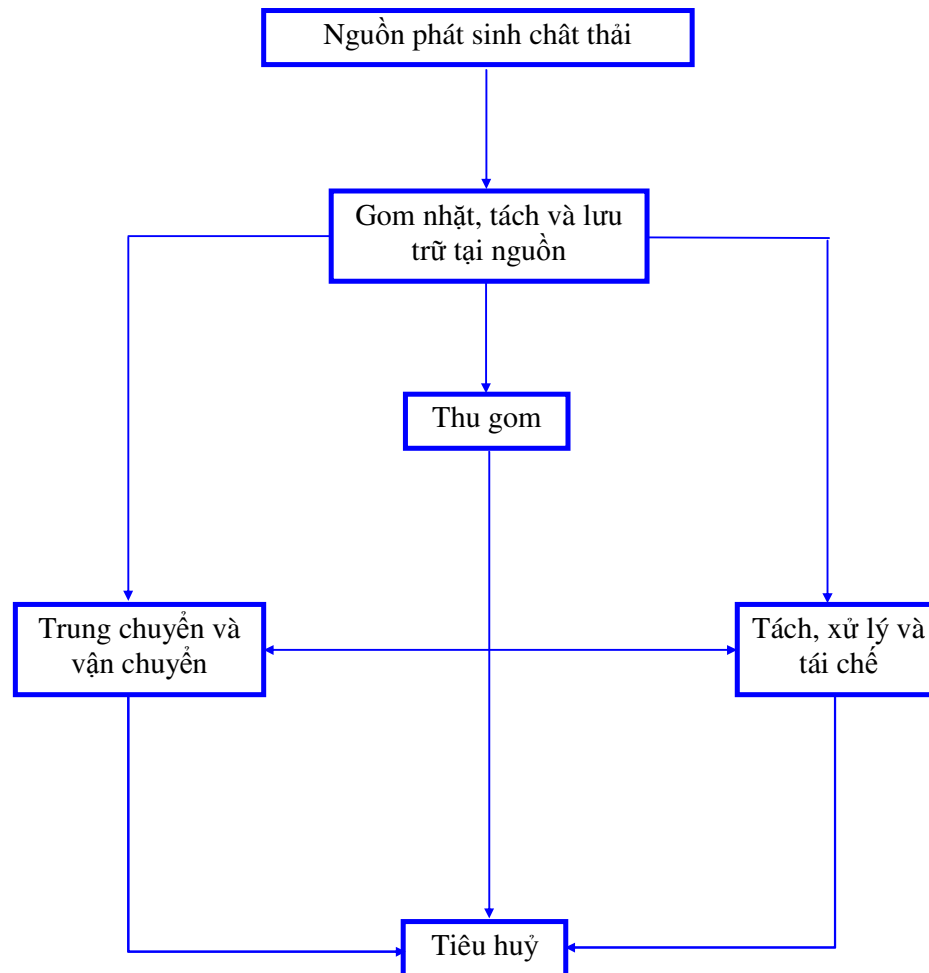 Nguồn phát sinh chât thải
Gom nhặt, tách và lưu
trữ tại nguồn
Thu gom
Trung chuyển và
vận chuyển
Tách, xử lý và
tái chế
Tiêu huỷ